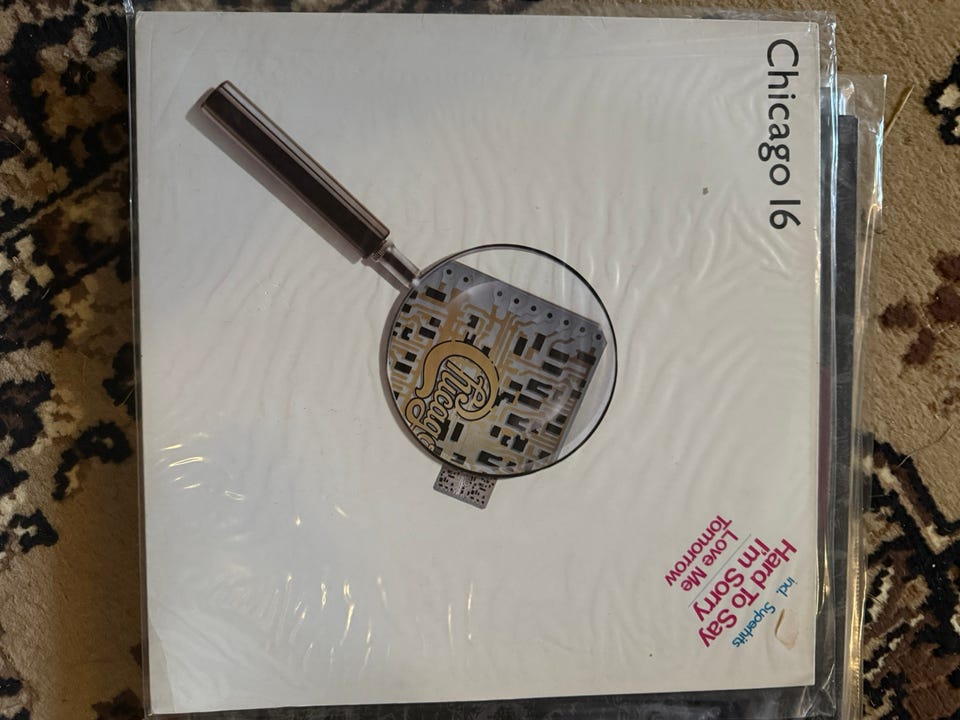 Chicago 16
Chicago
incl. Superhits
Hard To Say
I'm Sorry
Love Me
Tomorrow